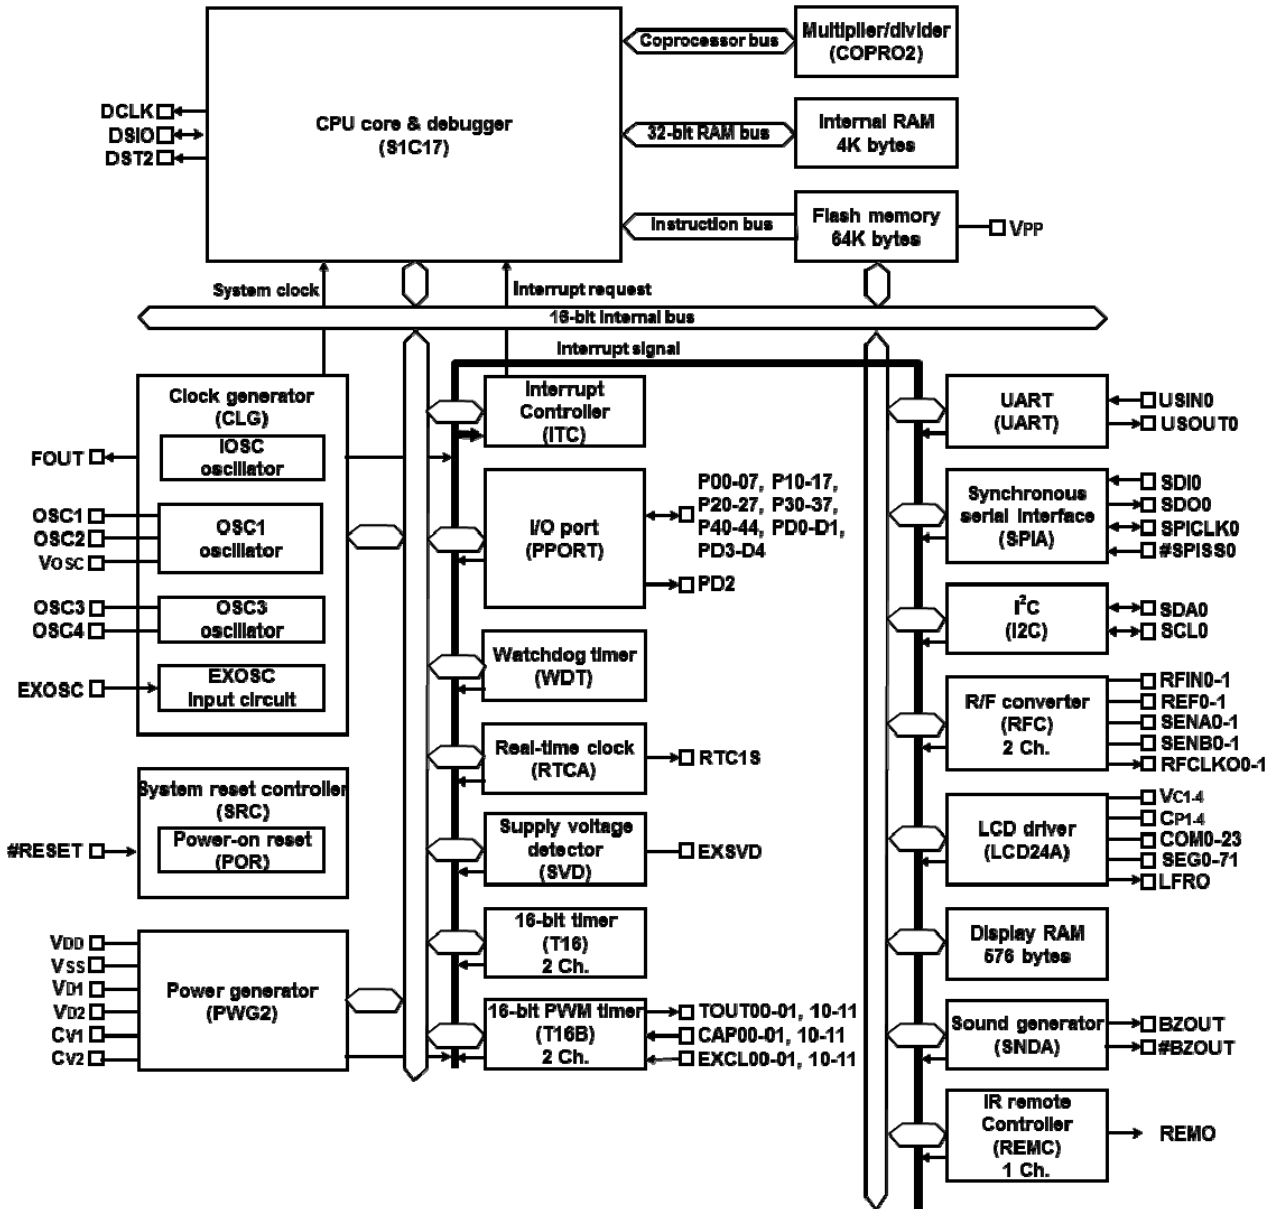 Multiplier/divider
(COPRO2)
Coprocessor bus
CPU core & debugger
(S1C17)
DCLK
DSIO
DST2
32-bit RAM bus
Internal RAM
4K bytes
Instruction bus
Flash memory
64K bytes
VPP
System clock
Interrupt request
16-bit internal bus
Interrupt signal
Clock generator
(CLG)
IOSC
oscillator
FOUT
OSC1
OSC2
VOSC
OSC1
oscillator
OSC3
OSC4
OSC3
oscillator
EXOSC
EXOSC
input circuit
System reset controller
(SRC)
#RESET
Power-on reset
(POR)
VDD
VSS
VD1
VD2
CV1
CV2
Power generator
(PWG2)
Interrupt
Controller
(ITC)
I/O port
(PPORT)
P00-07, P10-17,
P20-27, P30-37,
P40-44, PD0-D1,
PD3-D4
PD2
Watchdog timer
(WDT)
Real-time clock
(RTCA)
RTC1S
Supply voltage
detector
(SVD)
EXSVD
16-bit timer
(T16)
2 Ch.
16-bit PWM timer
(T16B)
2 Ch.
TOUT00-01, 10-11
CAP00-01, 10-11
EXCL00-01, 10-11
UART
(UART)
USIN0
USOUT0
Synchronous
serial interface
(SPIA)
SDI0
SDO0
SPICLK0
#SPISS0
I²C
(I2C)
SDA0
SCL0
R/F converter
(RFC)
2 Ch.
RFIN0-1
REF0-1
SENA0-1
SENB0-1
RFCLKO0-1
LCD driver
(LCD24A)
VC1-4
CP1-4
COM0-23
SEG0-71
LFRO
Display RAM
576 bytes
Sound generator
(SNDA)
BZOUT
#BZOUT
IR remote
Controller
(REMC)
1 Ch.
REMO